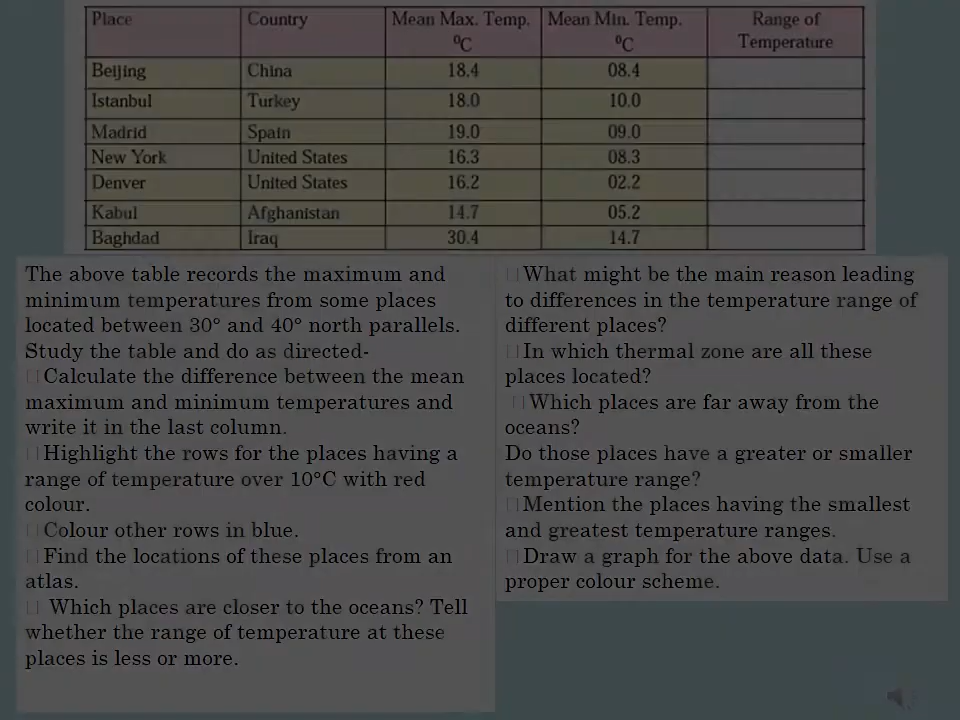 Place Country Mean Max. Temp. ⁰C Mean Min. Temp. ⁰C Range of Temperature
Beijing China 18.4 08.4
Istanbul Turkey 18.0 10.0
Madrid Spain 19.0 09.0
New York United States 16.3 08.3
Denver United States 16.2 02.2
Kabul Afghanistan 14.7 05.2
Baghdad Iraq 30.4 14.7
The above table records the maximum and
minimum temperatures from some places
located between 30° and 40° north parallels.
Study the table and do as directed-
Calculate the difference between the mean
maximum and minimum temperatures and
write it in the last column.
Highlight the rows for the places having a
range of temperature over 10°C with red
colour.
Colour other rows in blue.
Find the locations of these places from an
atlas.
Which places are closer to the oceans? Tell
whether the range of temperature at these
places is less or more.
What might be the main reason leading
to differences in the temperature range of
different places?
In which thermal zone are all these
places located?
Which places are far away from the
oceans?
Do those places have a greater or smaller
temperature range?
Mention the places having the smallest
and greatest temperature ranges.
Draw a graph for the above data. Use a
proper colour scheme.